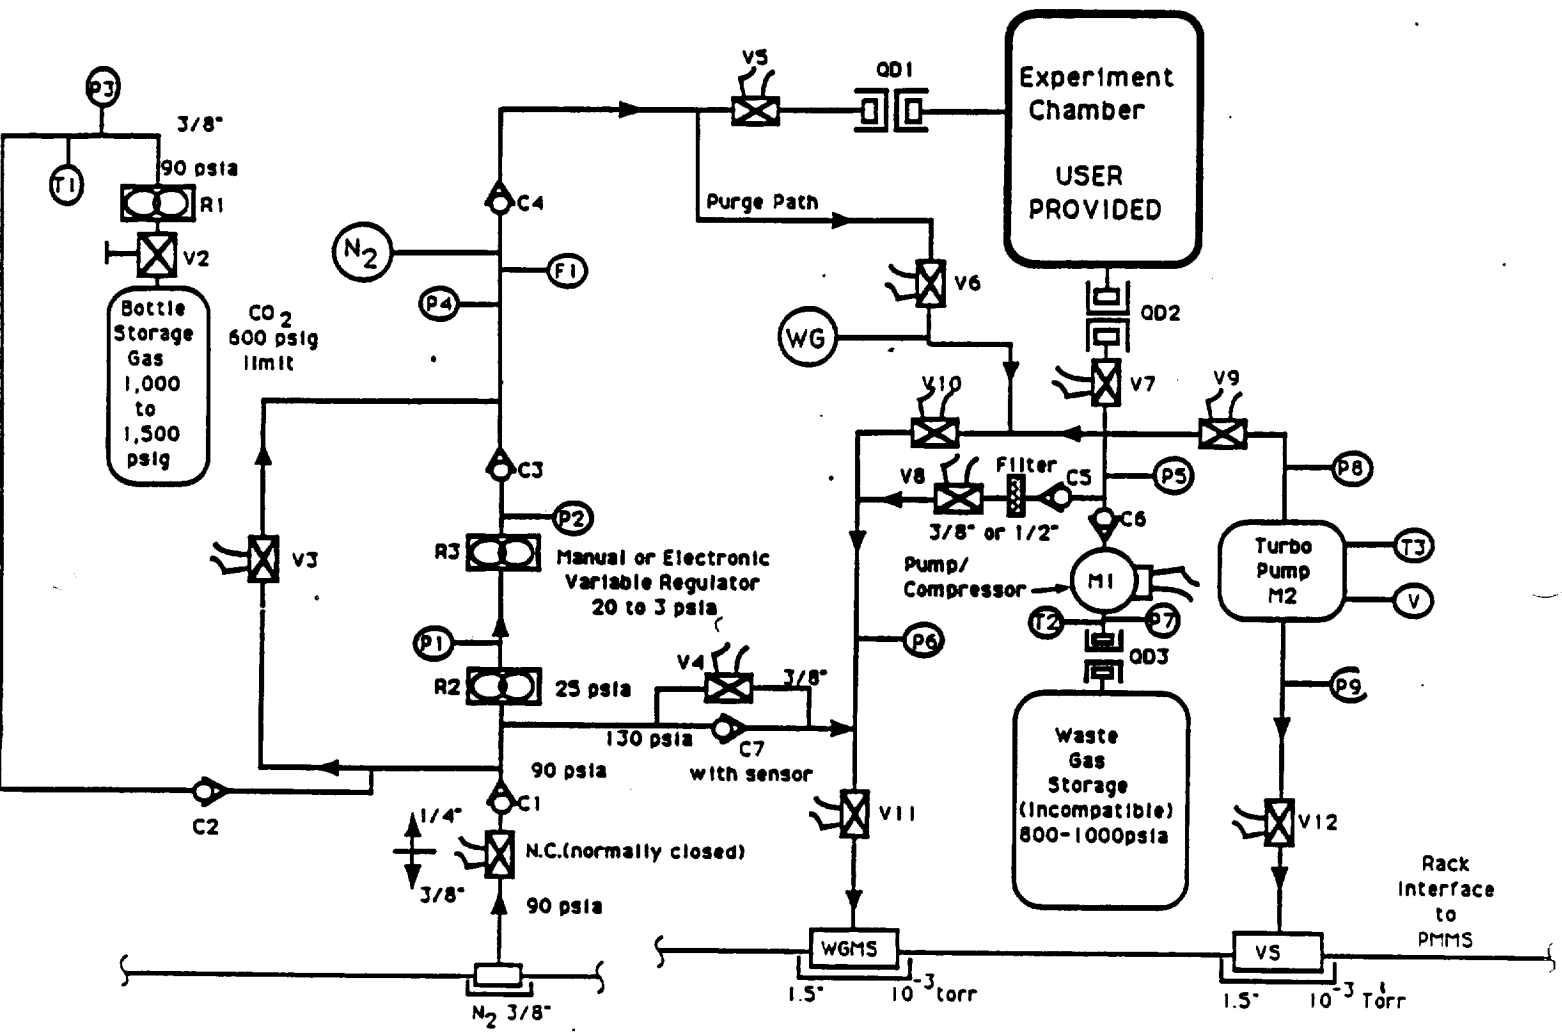 P3
3/8"
T1
90 psia
R1
V2
Bottle
Storage
Gas
1,000
to
1,500
psig
CO2
600 psig
limit
N2
C4
F1
P4
V5
QD1
Experiment
Chamber
USER
PROVIDED
Purge Path
V6
WG
QD2
V7
V10
V9
V3
C3
P2
R3
Manual or Electronic
Variable Regulator
20 to 3 psia
P1
R2
25 psia
V8
Filter
C5
P5
P8
3/8" or 1/2"
C6
Pump/
Compressor
M1
T2
P7
QD3
Turbo
Pump
M2
T3
V
P6
P9
V4
3/8"
130 psia
C7
with sensor
90 psia
C1
C2
1/4"
3/8"
N.C.(normally closed)
90 psia
Waste
Gas
Storage
(Incompatible)
800-1000psia
V11
V12
Rack
Interface
to
PMMS
WGMS
VS
1.5"
10-3 torr
1.5"
10-3 Torr
N2 3/8"